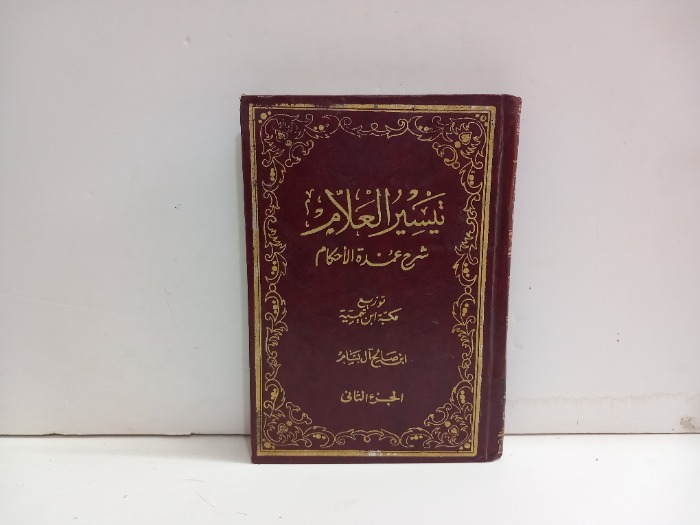 تيسير العلام
شرح عمدة الأحكام
توزيع
مكتبة ابن تيمية
ابن صالح آل بسام
الجزء الثاني